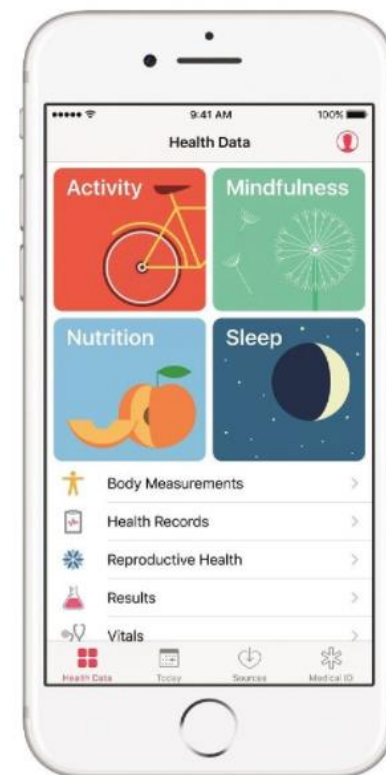 9:41 AM 100%
Health Data
Activity Mindfulness
Nutrition Sleep
Body Measurements
Health Records
Reproductive Health
Results
Vitals
Health Data Today Sources Medical ID